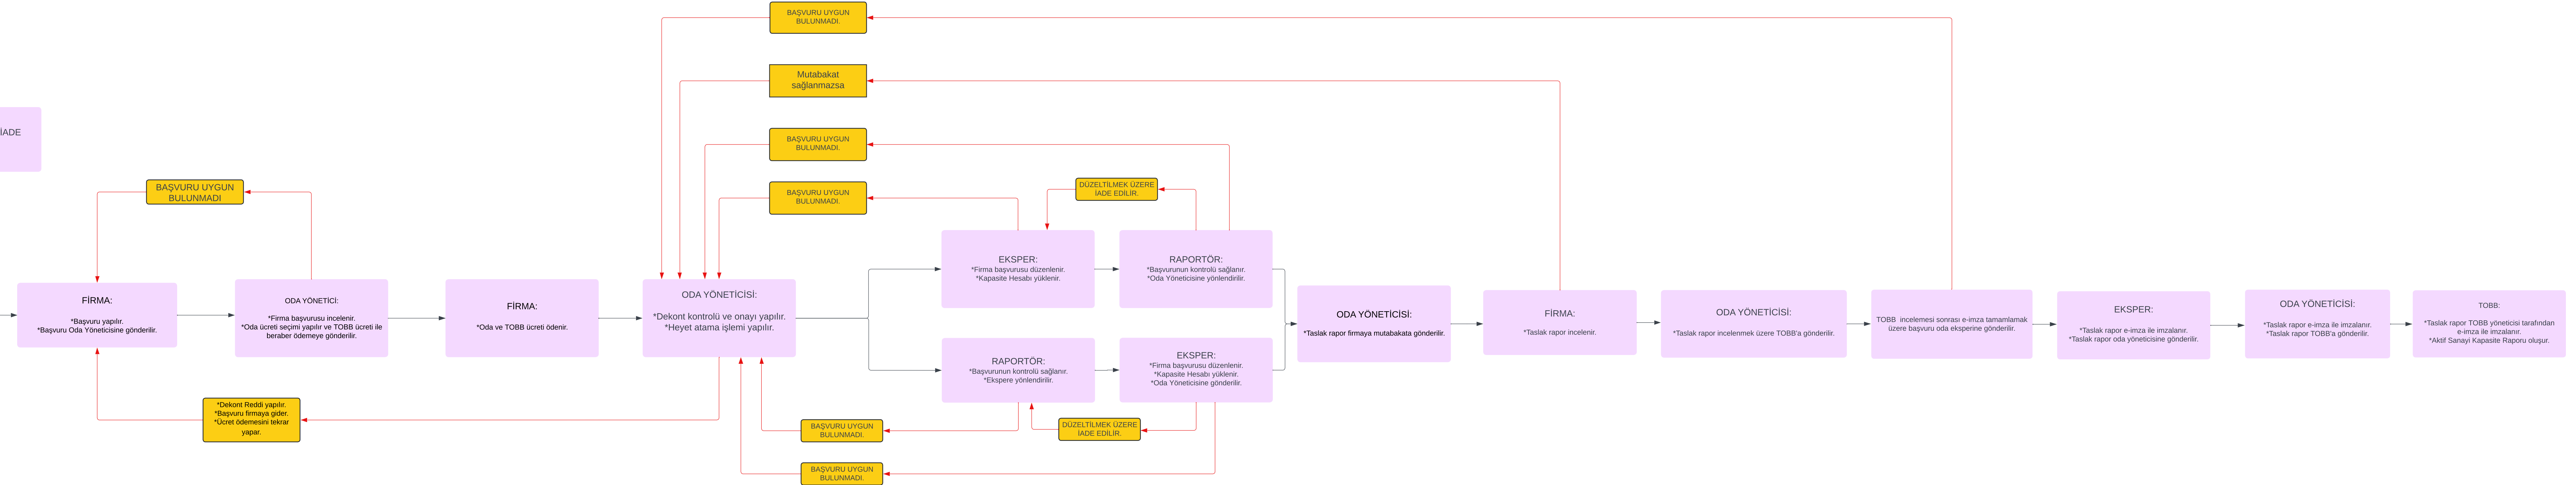 BAŞVURU UYGUN
BULUNMADI.
Mutabakat
sağlanmazsa
İADE
BAŞVURU UYGUN
BULUNMADI.
BAŞVURU UYGUN
BULUNMADI
BAŞVURU UYGUN
BULUNMADI.
DÜZELTİLMEK ÜZERE
İADE EDİLİR.
FİRMA:
*Başvuru yapılır.
*Başvuru Oda Yöneticisine gönderilir.
ODA YÖNETİCİ:
*Firma başvurusu incelenir.
*Oda ücreti seçimi yapılır ve TOBB ücreti ile
beraber ödemeye gönderilir.
FİRMA:
*Oda ve TOBB ücreti ödenir.
ODA YÖNETİCİSİ:
*Dekont kontrolü ve onayı yapılır.
*Heyet atama işlemi yapılır.
EKSPER:
*Firma başvurusu düzenlenir.
*Kapasite Hesabı yüklenir.
RAPORTÖR:
*Başvurunun kontrolü sağlanır.
*Oda Yöneticisine yönlendirilir.
RAPORTÖR:
*Başvurunun kontrolü sağlanır.
*Ekspere yönlendirilir.
EKSPER:
*Firma başvurusu düzenlenir.
*Kapasite Hesabı yüklenir.
*Oda Yöneticisine gönderilir.
ODA YÖNETİCİSİ:
*Taslak rapor firmaya mutabakata gönderilir.
FİRMA:
*Taslak rapor incelenir.
ODA YÖNETİCİSİ:
*Taslak rapor incelenmek üzere TOBB'a gönderilir.
TOBB incelemesi sonrası e-imza tamamlamak
üzere başvuru oda eksperine gönderilir.
EKSPER:
*Taslak rapor e-imza ile imzalanır.
*Taslak rapor oda yöneticisine gönderilir.
ODA YÖNETİCİSİ:
*Taslak rapor e-imza ile imzalanır.
*Taslak rapor TOBB'a gönderilir.
TOBB:
*Taslak rapor TOBB yöneticisi tarafından
e-imza ile imzalanır.
*Aktif Sanayi Kapasite Raporu oluşur.
*Dekont Reddi yapılır.
*Başvuru firmaya gider.
*Ücret ödemesini tekrar
yapar.
BAŞVURU UYGUN
BULUNMADI.
DÜZELTİLMEK ÜZERE
İADE EDİLİR.
BAŞVURU UYGUN
BULUNMADI.